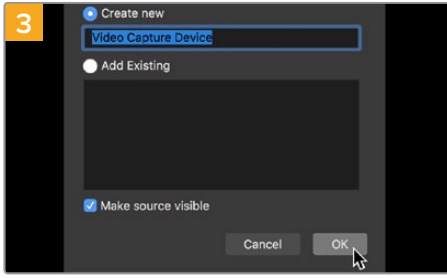 3
Create new
Video Capture Device
Add Existing
Make source visible
Cancel OK